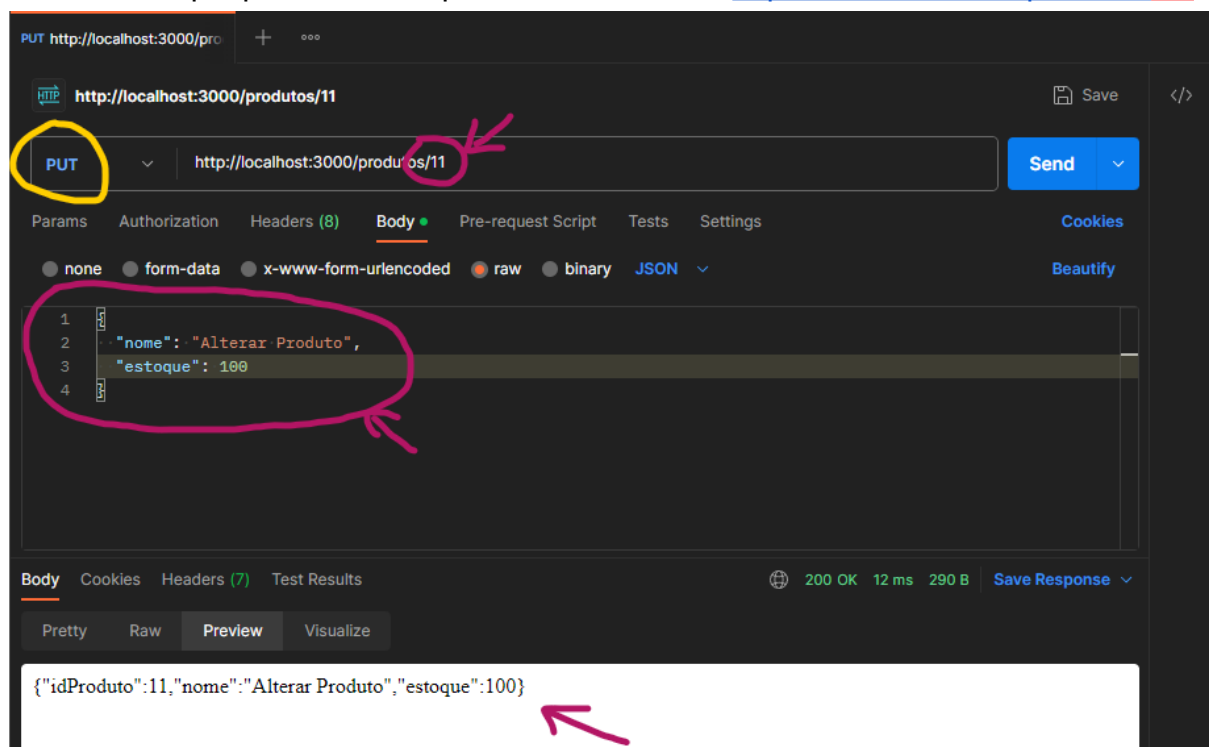 PUT http://localhost:3000/pro
HTTP http://localhost:3000/produtos/11
Save
PUT
http://localhost:3000/produtos/11
Send
Params Authorization Headers (8) Body Pre-request Script Tests Settings
Cookies
none form-data x-www-form-urlencoded raw binary JSON
Beautify
1 {
2 "nome": "Alterar Produto",
3 "estoque": 100
4 }
Body Cookies Headers (7) Test Results
200 OK 12 ms 290 B Save Response
Pretty Raw Preview Visualize
{"idProduto":11,"nome":"Alterar Produto","estoque":100}